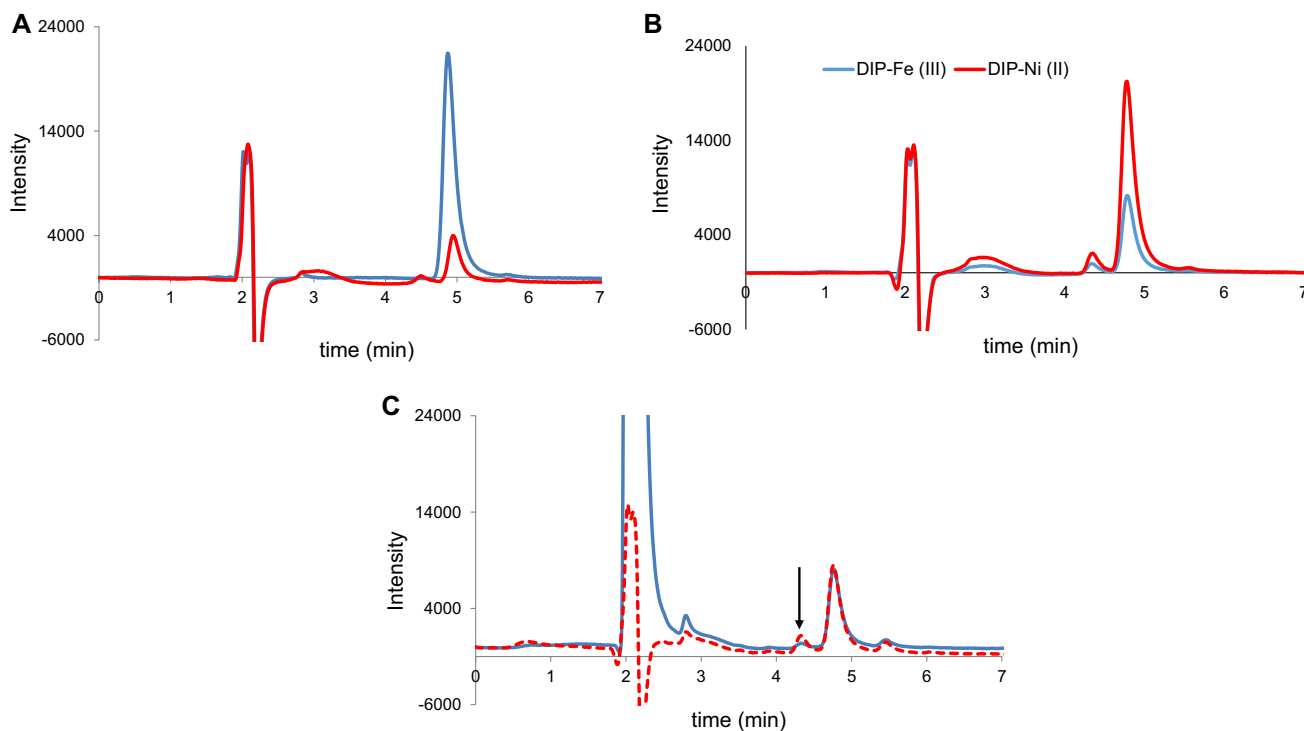 A
24000
14000
4000
-6000
Intensity
0 1 2 3 4 5 6 7
time (min)
B
24000
14000
4000
-6000
Intensity
DIP-Fe (III) DIP-Ni (II)
0 1 2 3 4 5 6 7
time (min)
C
24000
14000
4000
-6000
Intensity
0 1 2 3 4 5 6 7
time (min)